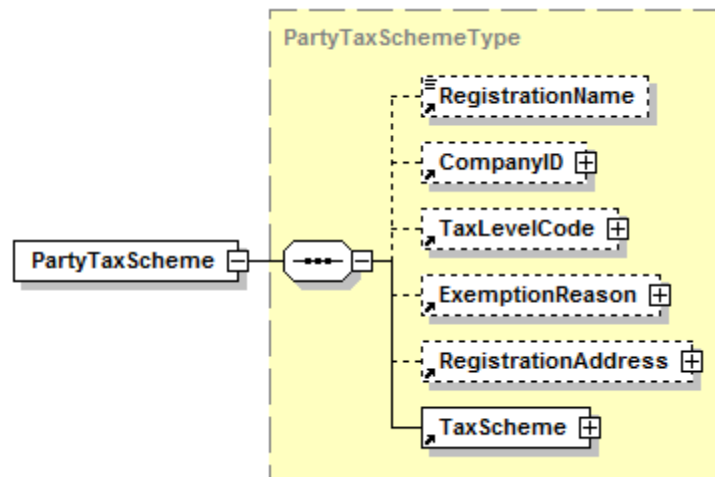 PartyTaxSchemeType
RegistrationName
CompanyID
TaxLevelCode
PartyTaxScheme
ExemptionReason
RegistrationAddress
TaxScheme